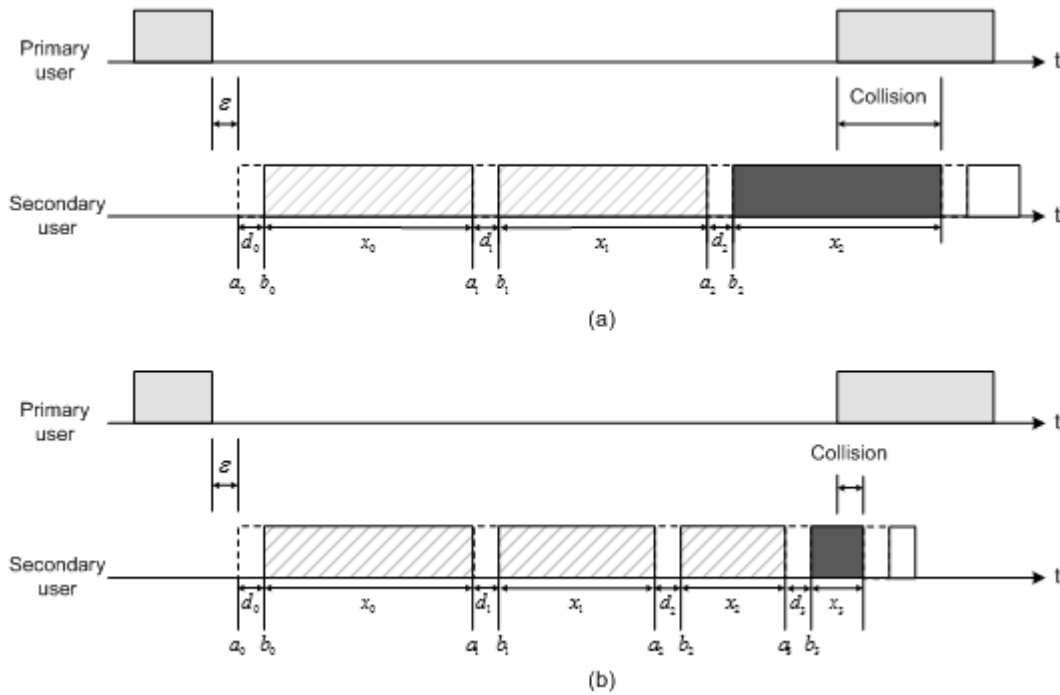 Primary
user
t
ε
Collision
Secondary
user
t
d₀ x₀ d₁ x₁ d₂ x₂
a₀ b₀ a₁ b₁ a₂ b₂
(a)
Primary
user
t
ε
Collision
Secondary
user
t
d₀ x₀ d₁ x₁ d₂ x₂ d₃ x₃
a₀ b₀ a₁ b₁ a₂ b₂ a₃ b₃
(b)